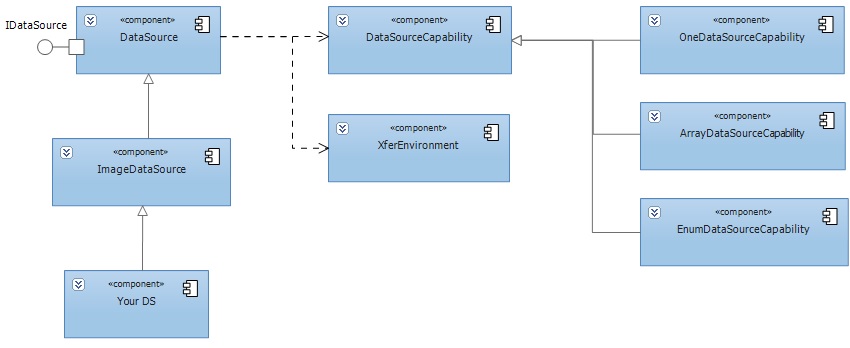 IDataSource
«component»
DataSource
«component»
DataSourceCapability
«component»
OneDataSourceCapability
«component»
XferEnvironment
«component»
ArrayDataSourceCapability
«component»
ImageDataSource
«component»
EnumDataSourceCapability
«component»
Your DS